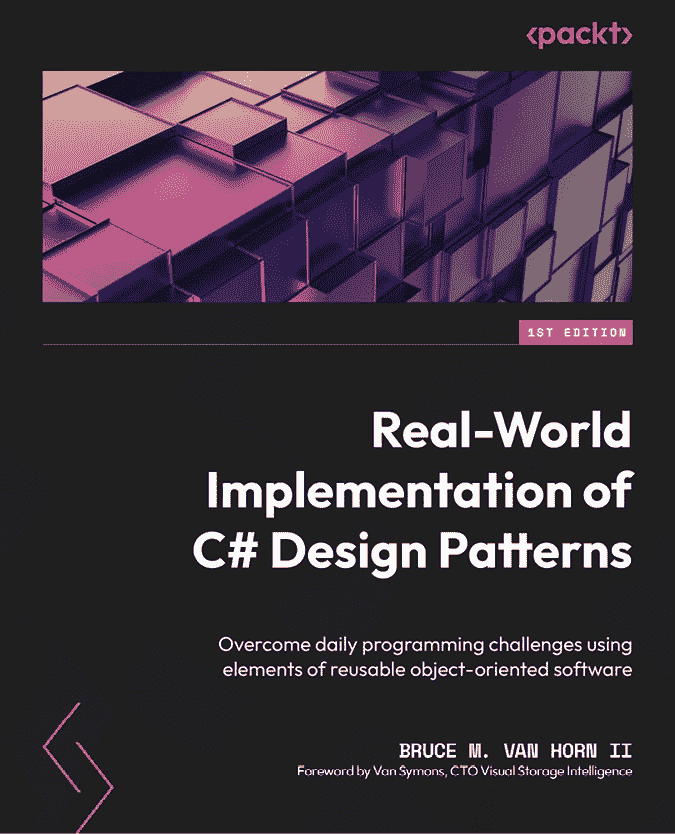 <packt>
1ST EDITION
Real-World
Implementation of
C# Design Patterns
Overcome daily programming challenges using
elements of reusable object-oriented software
BRUCE M. VAN HORN II
Foreword by Van Symons, CTO Visual Storage Intelligence